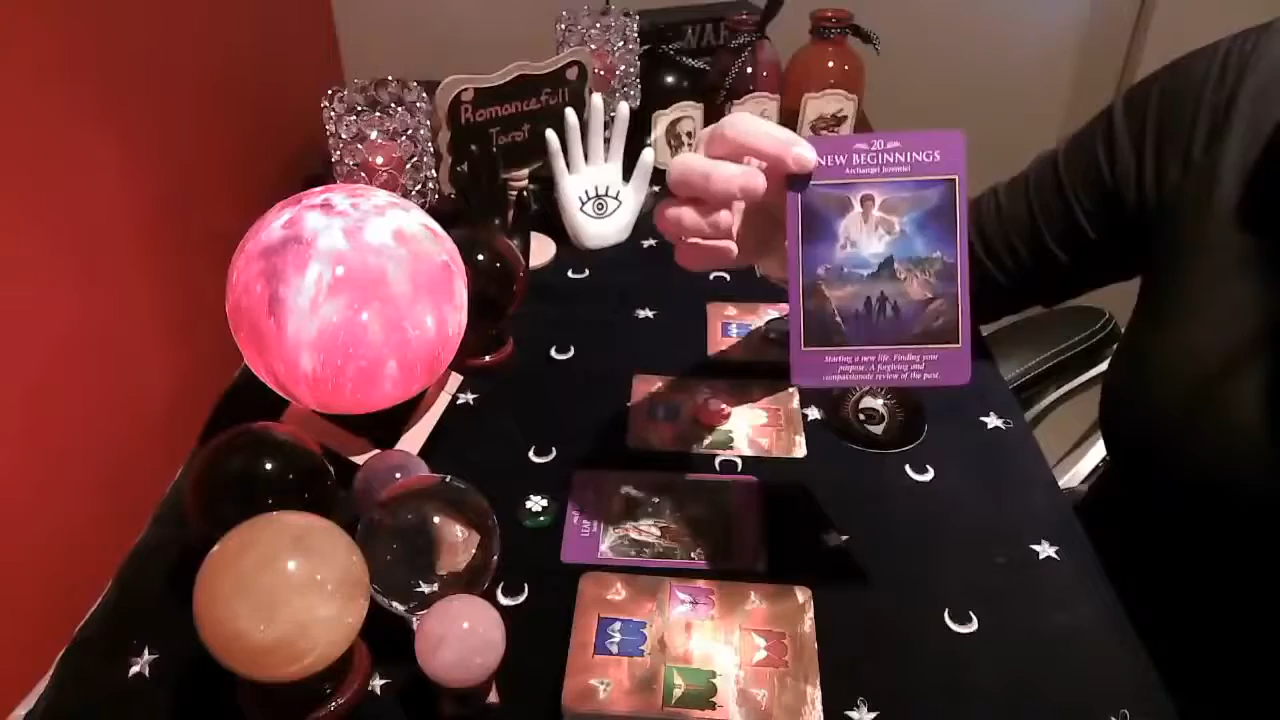 Romancefull
Tarot
WAR
20
NEW BEGINNINGS
Archangel Jeremiel
Starting a new life. Finding your
purpose. A forgiving and
compassionate review of the past.
LEAP